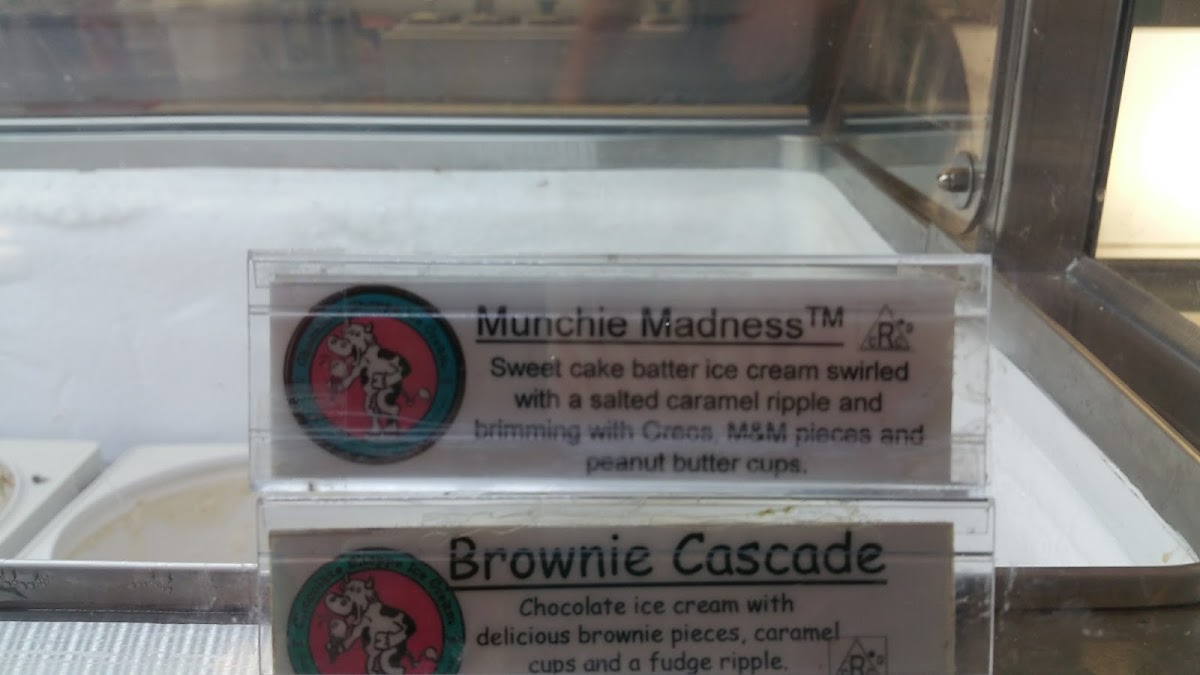 Munchie Madness™
Sweet cake batter ice cream swirled
with a salted caramel ripple and
brimming with Oreos, M&M pieces and
peanut butter cups.
Brownie Cascade
Chocolate ice cream with
delicious brownie pieces, caramel
cups and a fudge ripple.